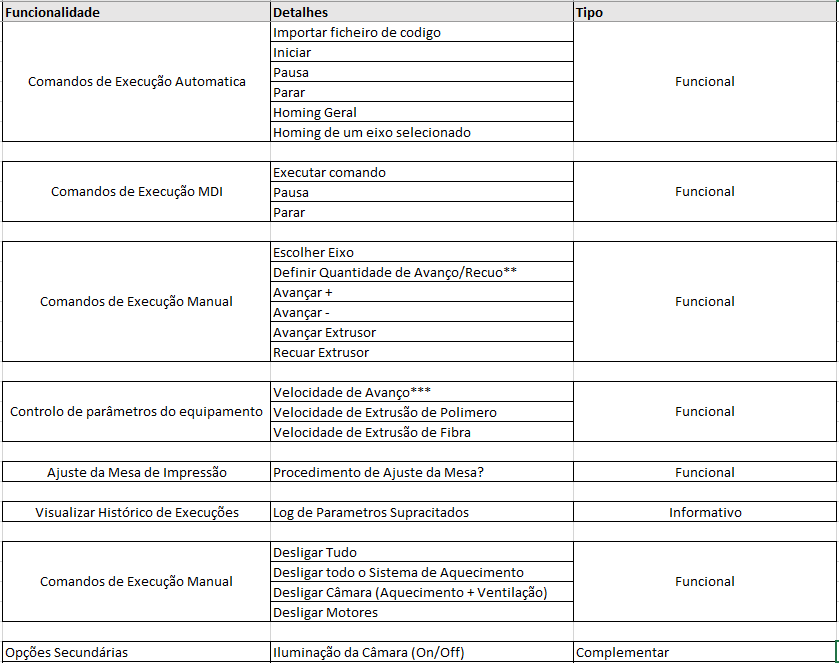 Funcionalidade Detalhes Tipo
Importar ficheiro de codigo
Iniciar
Pausa
Comandos de Execução Automatica Funcional
Parar
Homing Geral
Homing de um eixo selecionado
Executar comando
Comandos de Execução MDI Pausa Funcional
Parar
Escolher Eixo
Definir Quantidade de Avanço/Recuo**
Avançar +
Comandos de Execução Manual Funcional
Avançar -
Avançar Extrusor
Recuar Extrusor
Velocidade de Avanço***
Controlo de parâmetros do equipamento Velocidade de Extrusão de Polimero Funcional
Velocidade de Extrusão de Fibra
Ajuste da Mesa de Impressão Procedimento de Ajuste da Mesa? Funcional
Visualizar Histórico de Execuções Log de Parametros Supracitados Informativo
Desligar Tudo
Desligar todo o Sistema de Aquecimento
Comandos de Execução Manual Funcional
Desligar Câmara (Aquecimento + Ventilação)
Desligar Motores
Opções Secundárias Iluminação da Câmara (On/Off) Complementar